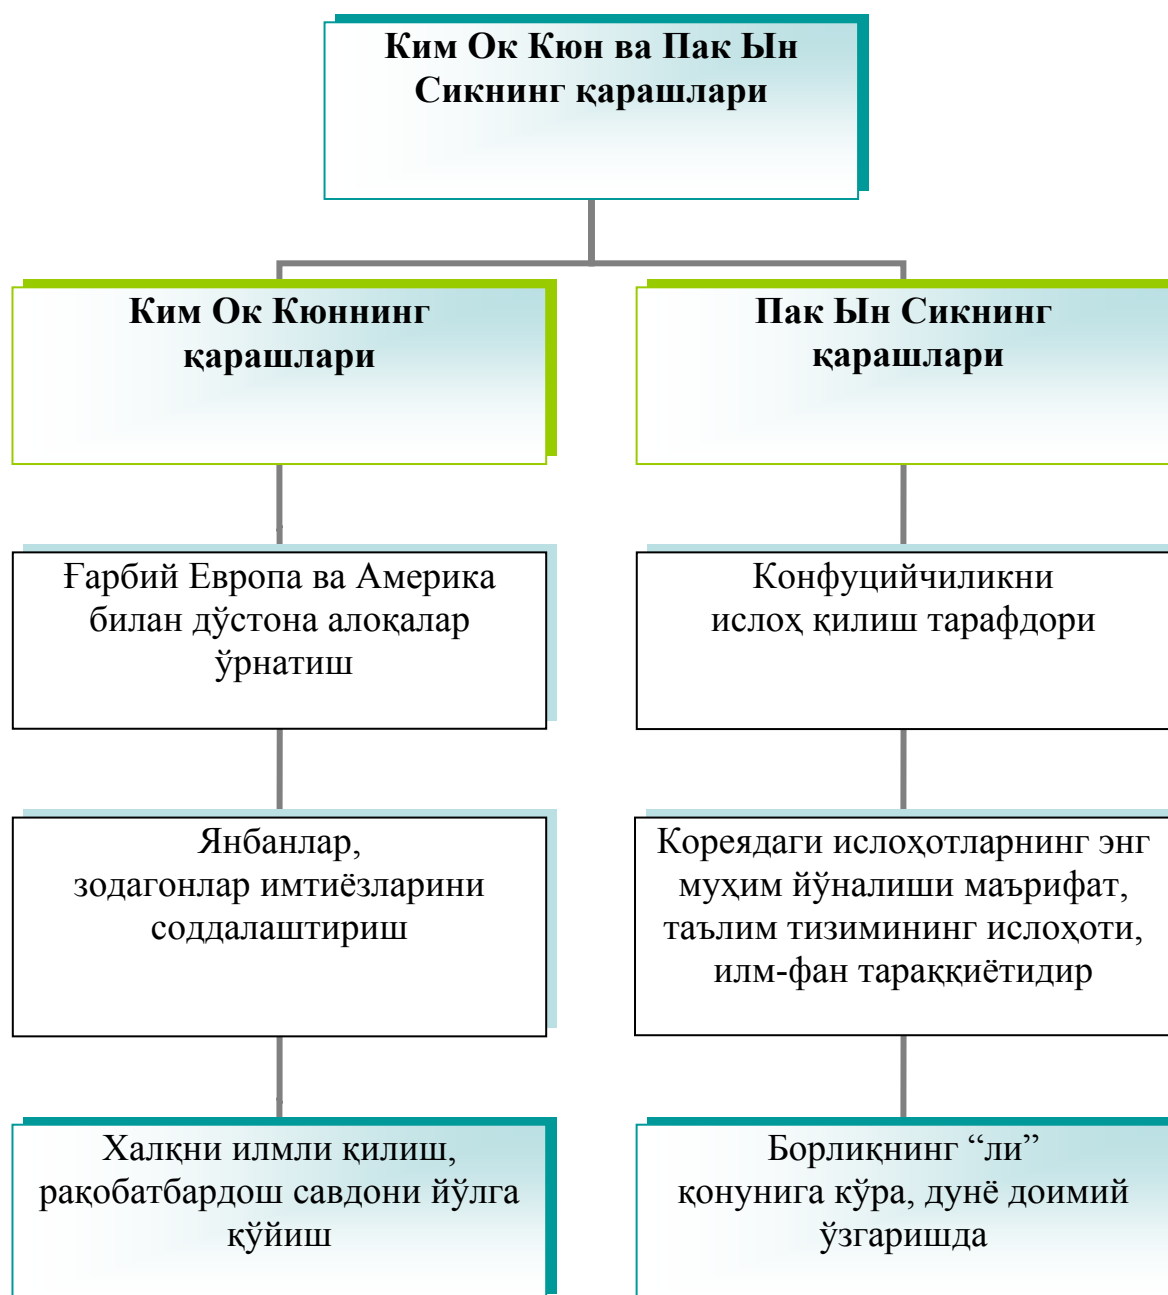 Ким Ок Кюн ва Пак Ын
Сикнинг қарашлари
Ким Ок Кюннинг
қарашлари
Ғарбий Европа ва Америка
билан дўстона алоқалар
ўрнатиш
Янбанлар,
зодагонлар имтиёзларини
соддалаштириш
Халқни илмли қилиш,
рақобатбардош савдони йўлга
қўйиш
Пак Ын Сикнинг
қарашлари
Конфуцийчиликни
ислоҳ қилиш тарафдори
Кореядаги ислоҳотларнинг энг
муҳим йўналиши маърифат,
таълим тизимининг ислоҳоти,
илм-фан тараққиётидир
Борлиқнинг “ли”
қонунига кўра, дунё доимий
ўзгаришда